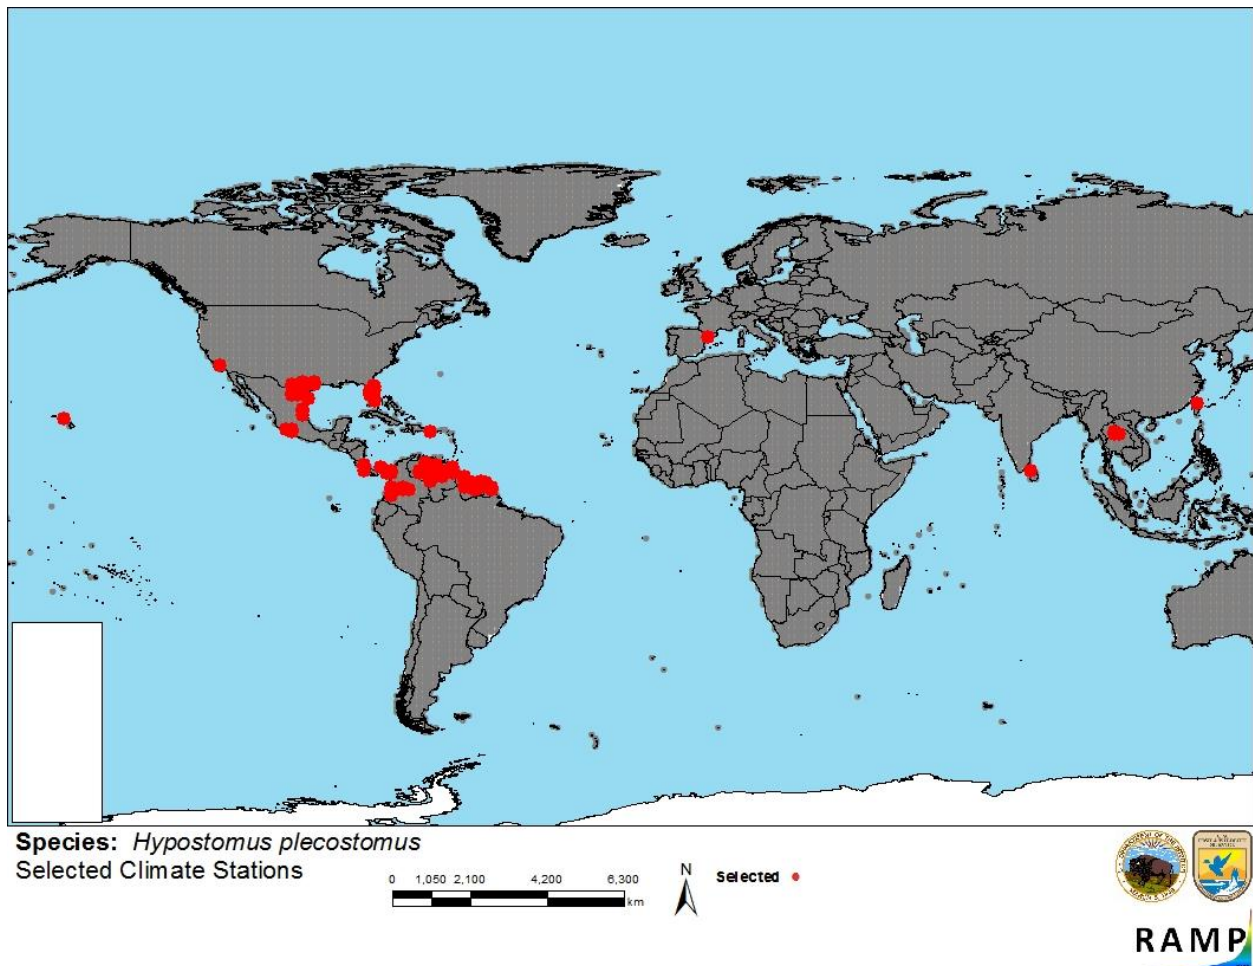 Species: Hypostomus plecostomus
Selected Climate Stations
0 1,050 2,100 4,200 6,300
km
N
Selected
RAMP